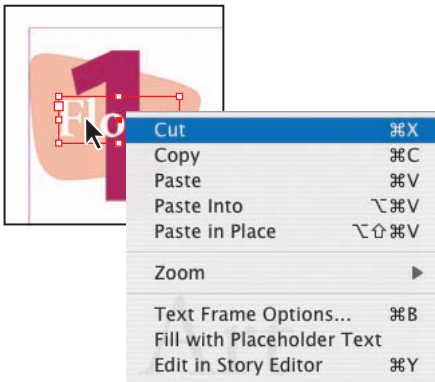 1
Flo
Cut ⌘X
Copy ⌘C
Paste ⌘V
Paste Into ⌥⌘V
Paste in Place ⌥⇧⌘V
Zoom
Text Frame Options... ⌘B
Fill with Placeholder Text
Edit in Story Editor ⌘Y